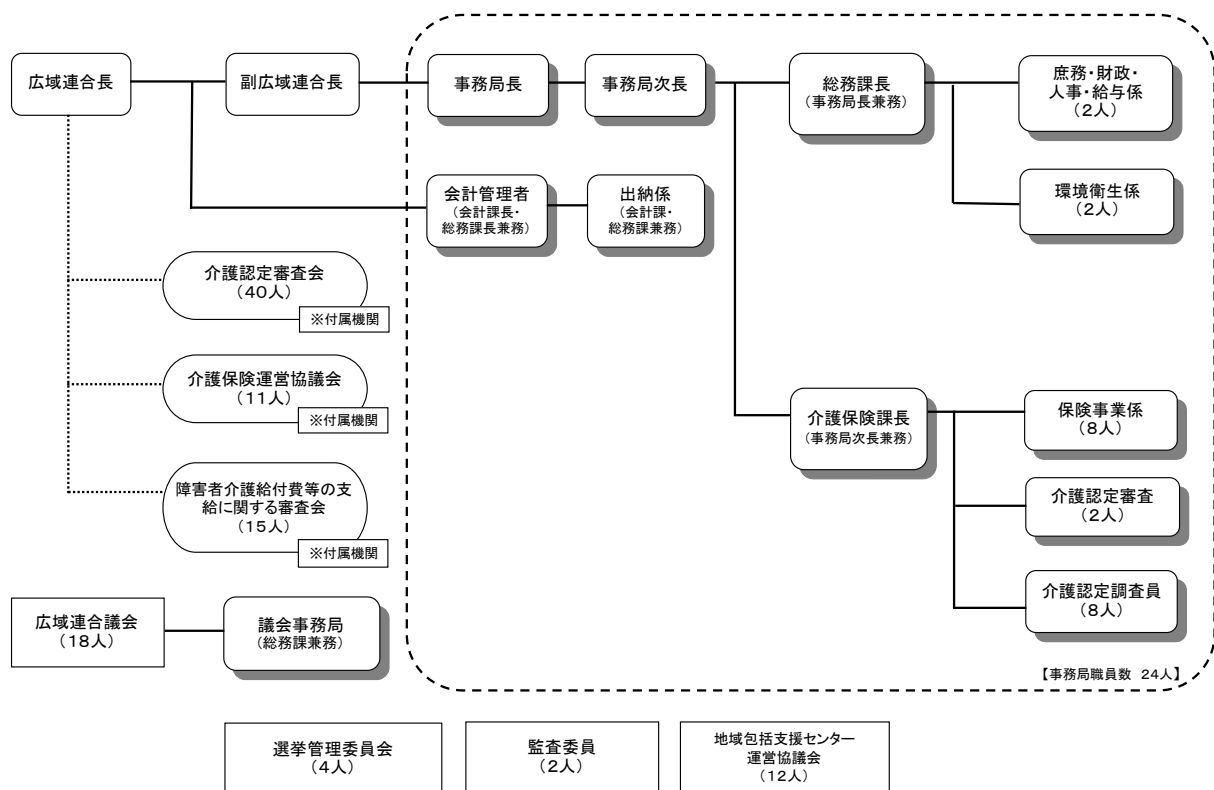 広域連合長
副広域連合長
事務局長
事務局次長
総務課長
(事務局長兼務)
庶務・財政・
人事・給与係
(2人)
会計管理者
(会計課長・
総務課長兼務)
出納係
(会計課・
総務課兼務)
環境衛生係
(2人)
介護認定審査会
(40人)
※付属機関
介護保険運営協議会
(11人)
※付属機関
介護保険課長
(事務局次長兼務)
保険事業係
(8人)
障害者介護給付費等の支
給に関する審査会
(15人)
※付属機関
介護認定審査
(2人)
介護認定調査員
(8人)
広域連合議会
(18人)
議会事務局
(総務課兼務)
【事務局職員数 24人】
選挙管理委員会
(4人)
監査委員
(2人)
地域包括支援センター
運営協議会
(12人)